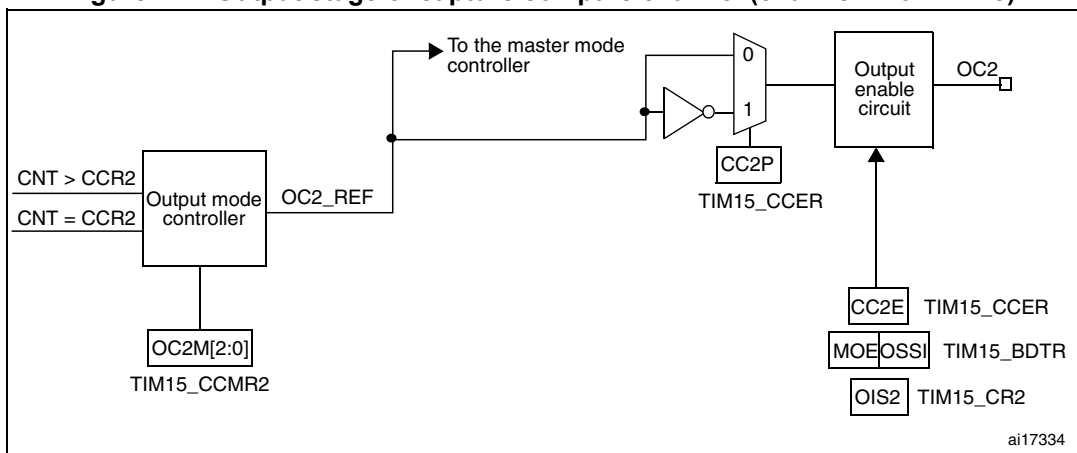 To the master mode
controller
0
1
Output
enable
circuit
OC2
CC2P
TIM15_CCER
CNT > CCR2
CNT = CCR2
Output mode
controller
OC2_REF
OC2M[2:0]
TIM15_CCMR2
CC2E TIM15_CCER
MOE OSSI TIM15_BDTR
OIS2 TIM15_CR2
ai17334